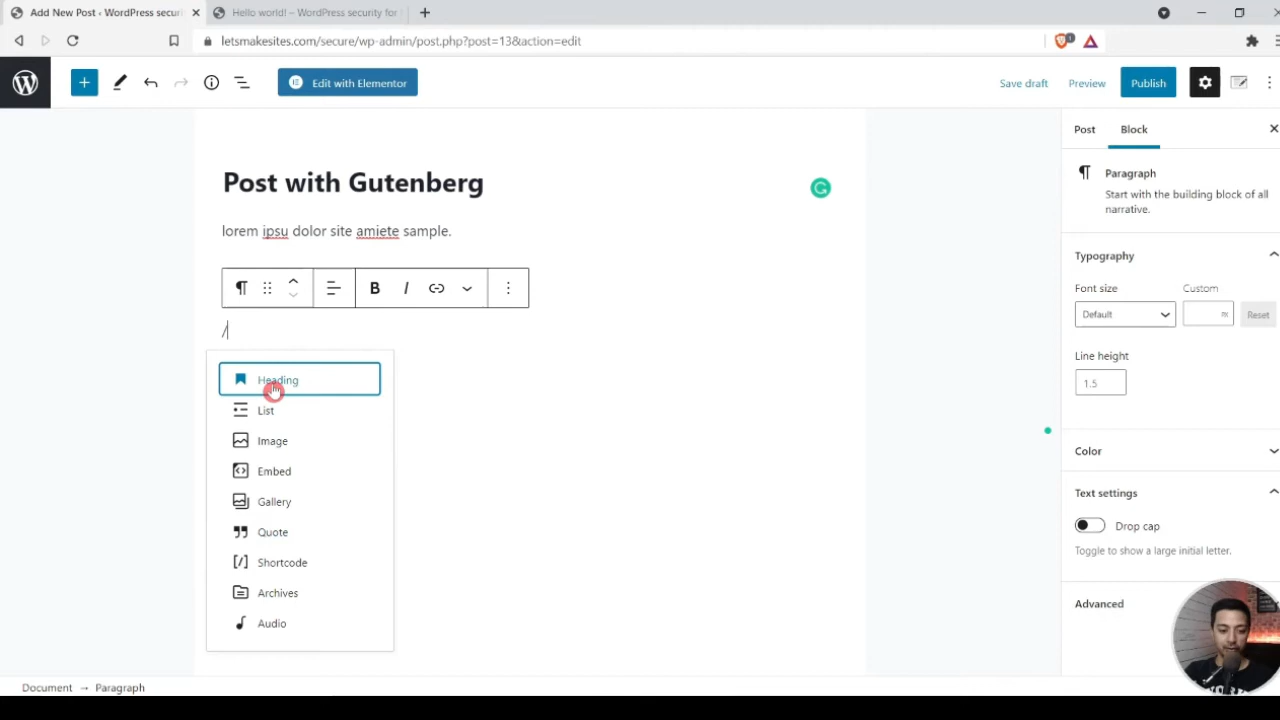 Add New Post ‹ WordPress securi
Hello world! – WordPress security for
letsmakesites.com/secure/wp-admin/post.php?post=13&action=edit
Edit with Elementor
Save draft
Preview
Publish
Post
Block
Paragraph
Start with the building block of all
narrative.
Post with Gutenberg
lorem ipsu dolor site amiete sample.
B I
/
Heading
List
Image
Embed
Gallery
Quote
Shortcode
Archives
Audio
Typography
Font size
Custom
Default
PX
Reset
Line height
1.5
Color
Text settings
Drop cap
Toggle to show a large initial letter.
Advanced
Document → Paragraph